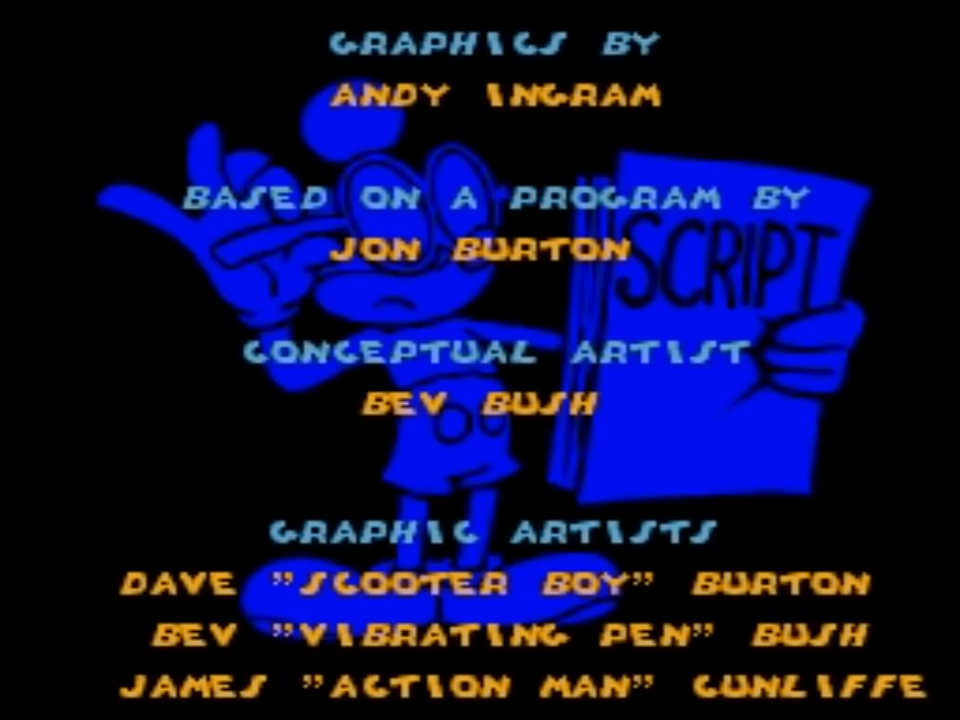 GRAPHICS BY
ANDY INGRAM
BASED ON A PROGRAM BY
JON BURTON
SCRIPT
CONCEPTUAL ARTIST
BEV BUSH
GRAPHIC ARTISTS
DAVE "SCOOTER BOY" BURTON
BEV "VIBRATING PEN" BUSH
JAMES "ACTION MAN" CUNLIFFE